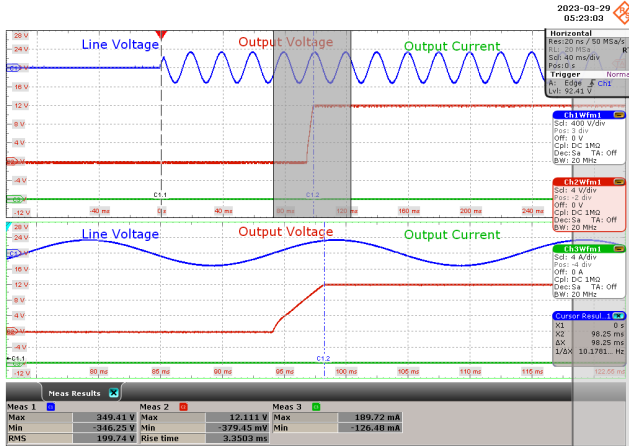 2023-03-29
05:23:03
Horizontal
Res: 20 ns / 50 MSa/s
RL: 20 MSa
Scl: 40 ms/div
Pos: 0 s
Trigger Norma
A: Edge Ch1
Lvl: 92.41 V
28 V
24 V
16 V
8 V
4 V
-4 V
-12 V
Line Voltage Output Voltage Output Current
C1.1 C1.2
-40 ms 0 s 40 ms 80 ms 120 ms 160 ms 200 ms 240 ms
Ch1Wfm1
Scl: 400 V/div
Pos: 3 div
Off: 0 V
Cpl: DC 1MΩ
Dec: Sa TA: Off
BW: 20 MHz
Ch2Wfm1
Scl: 4 V/div
Pos: -2 div
Off: 0 V
Cpl: DC 1MΩ
Dec: Sa TA: Off
BW: 20 MHz
28 V
24 V
16 V
8 V
4 V
-4 V
-12 V
Line Voltage Output Voltage Output Current
C1.1 C1.2
80 ms 85 ms 90 ms 95 ms 100 ms 105 ms 110 ms 115 ms 122.55 ms
Ch3Wfm1
Scl: 4 A/div
Pos: -4 div
Off: 0 A
Cpl: DC 1MΩ
Dec: Sa TA: Off
BW: 20 MHz
Cursor Resul...1
X1 0 s
X2 98.25 ms
ΔX 98.25 ms
1/ΔX 10.1781... Hz
Meas Results
Meas 1 Meas 2 Meas 3
Max 349.41 V Max 12.111 V Max 189.72 mA
Min -346.25 V Min -379.45 mV Min -126.48 mA
RMS 199.74 V Rise time 3.3503 ms